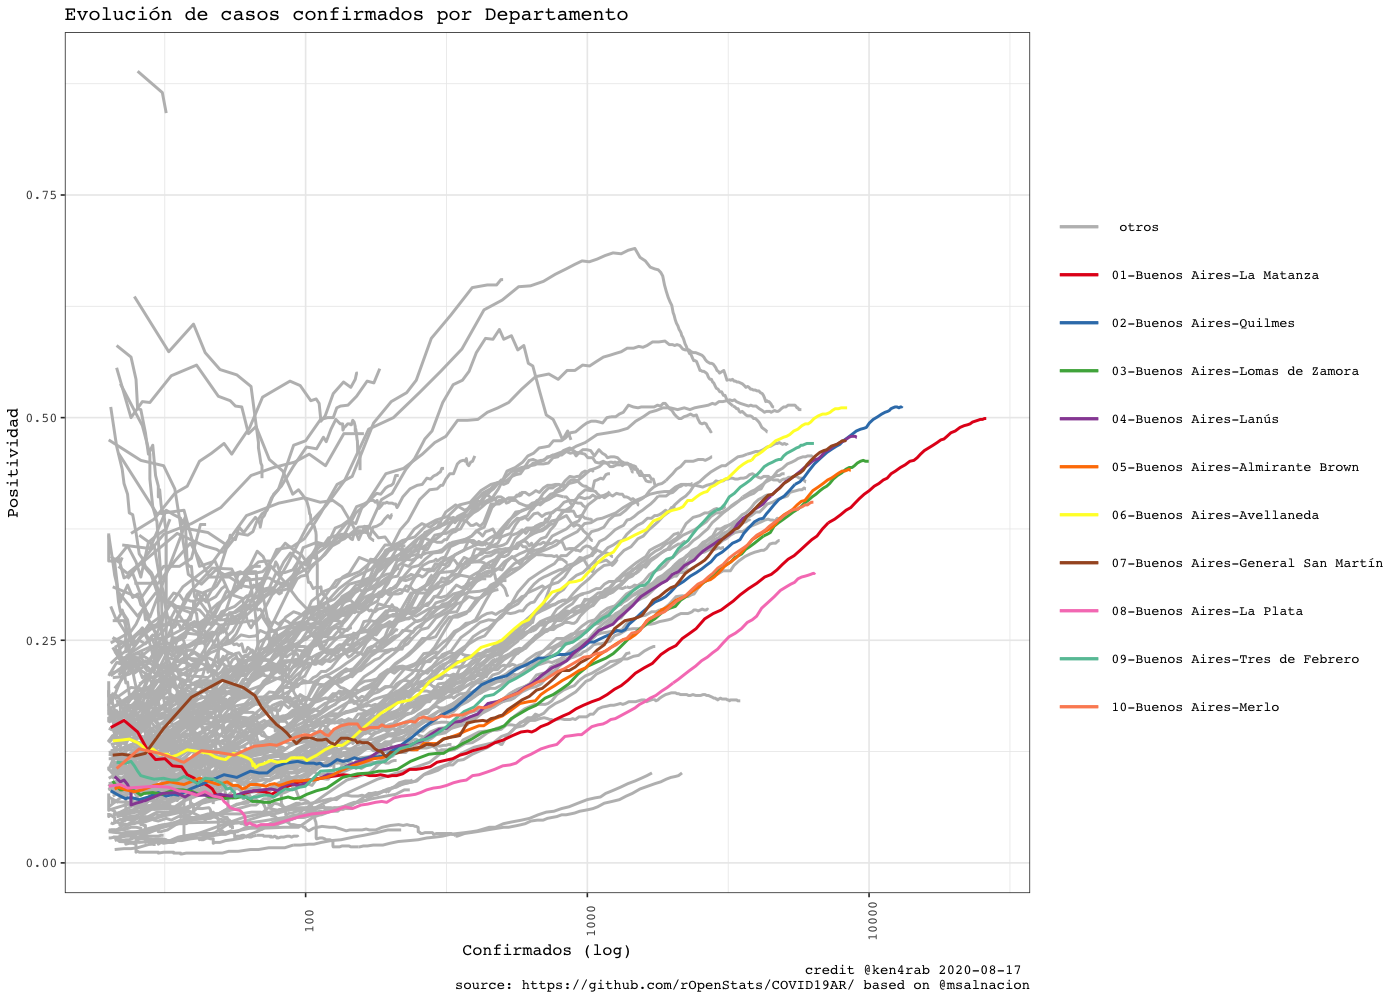 Evolución de casos confirmados por Departamento
Positividad
0.75
0.50
0.25
0.00
100
1000
10000
Confirmados (log)
otros
01-Buenos Aires-La Matanza
02-Buenos Aires-Quilmes
03-Buenos Aires-Lomas de Zamora
04-Buenos Aires-Lanús
05-Buenos Aires-Almirante Brown
06-Buenos Aires-Avellaneda
07-Buenos Aires-General San Martín
08-Buenos Aires-La Plata
09-Buenos Aires-Tres de Febrero
10-Buenos Aires-Merlo
credit @ken4rab 2020-08-17
source: https://github.com/rOpenStats/COVID19AR/ based on @msalnacion